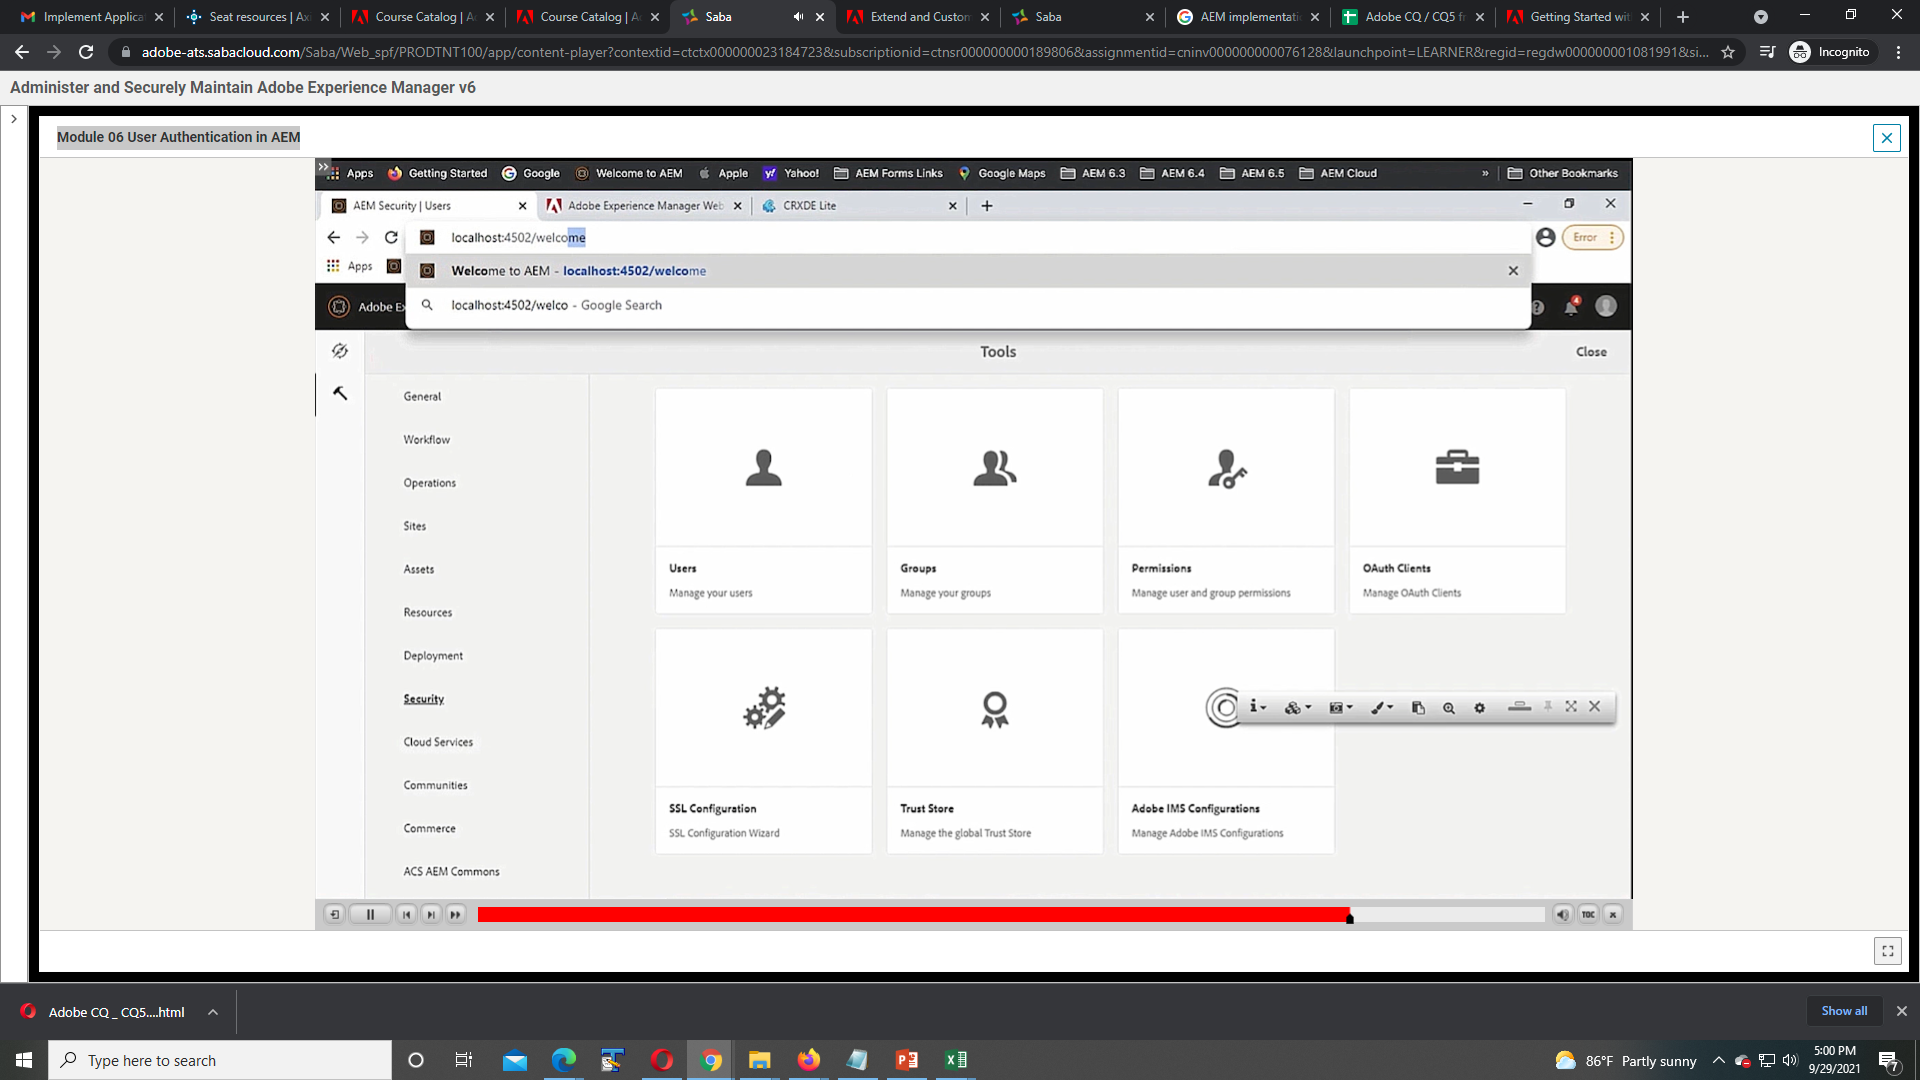 Implement Applica
Seat resources | Ax
Course Catalog | A
Course Catalog | A
Saba
Extend and Custom
Saba
AEM implementati
Adobe CQ / CQ5 f
Getting Started wit
adobe-ats.sabacloud.com/Saba/Web_spf/PRODTNT100/app/content-player?contextid=ctctx000000023184723&subscriptionid=ctnsr0000000000189806&assignmentid=cninv000000000076128&launchpoint=LEARNER&regid=regdw000000001081991&si...
Incognito
Administer and Securely Maintain Adobe Experience Manager v6
Module 06 User Authentication in AEM
Apps
Getting Started
Google
Welcome to AEM
Apple
Yahoo!
AEM Forms Links
Google Maps
AEM 6.3
AEM 6.4
AEM 6.5
AEM Cloud
»
Other Bookmarks
AEM Security | Users
Adobe Experience Manager Web
CRXDE Lite
localhost:4502/welcome
Error
Apps
Welcome to AEM - localhost:4502/welcome
localhost:4502/welco - Google Search
Adobe Ex
4
Tools
Close
General
Workflow
Operations
Sites
Assets
Resources
Deployment
Security
Cloud Services
Communities
Commerce
ACS AEM Commons
Users
Manage your users
Groups
Manage your groups
Permissions
Manage user and group permissions
OAuth Clients
Manage OAuth Clients
SSL Configuration
SSL Configuration Wizard
Trust Store
Manage the global Trust Store
Adobe IMS Configurations
Manage Adobe IMS Configurations
TOC
Adobe CQ _ CQ5....html
Show all
Type here to search
86°F Partly sunny
5:00 PM
9/29/2021
7